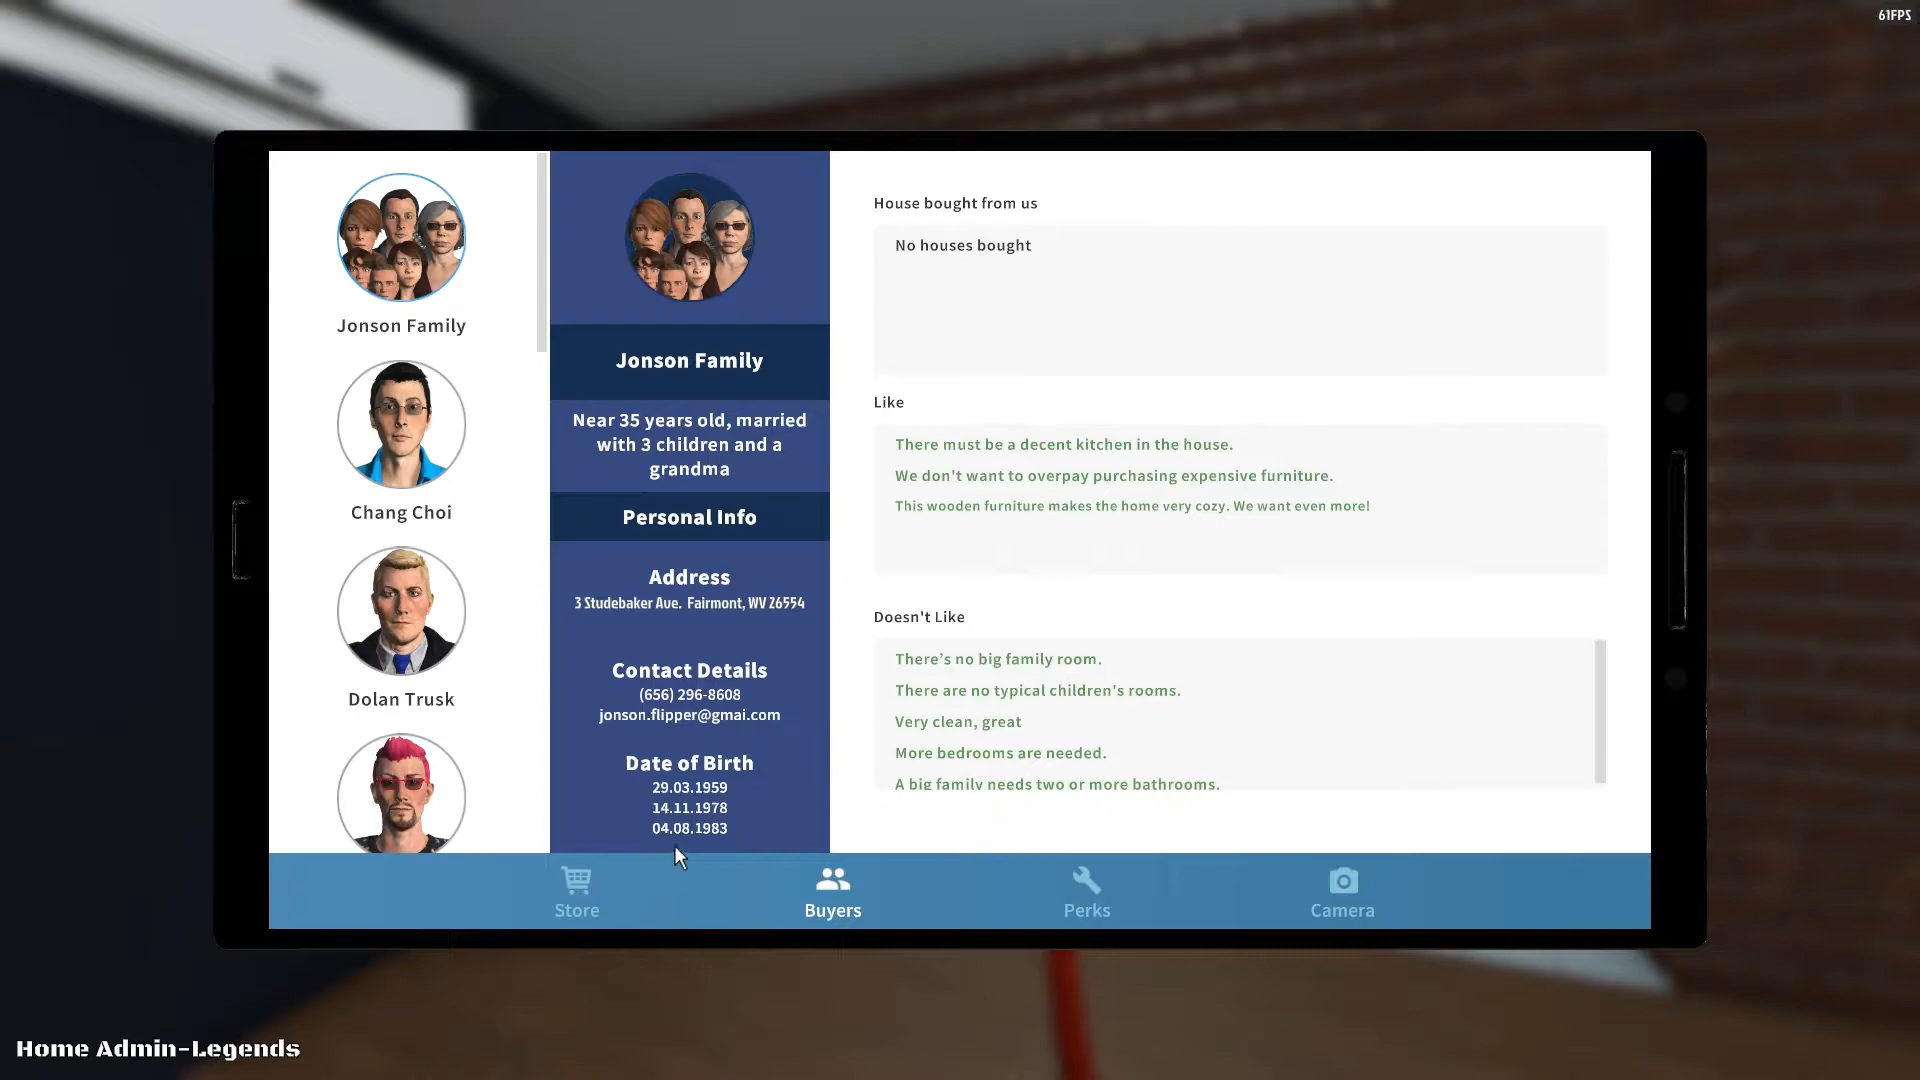 61FPS
Jonson Family
Chang Choi
Dolan Trusk
Jonson Family
Near 35 years old, married
with 3 children and a
grandma
Personal Info
Address
3 Studebaker Ave. Fairmont, WV 26554
Contact Details
(656) 296-8608
jonson.flipper@gmai.com
Date of Birth
29.03.1959
14.11.1978
04.08.1983
House bought from us
No houses bought
Like
There must be a decent kitchen in the house.
We don't want to overpay purchasing expensive furniture.
This wooden furniture makes the home very cozy. We want even more!
Doesn't Like
There’s no big family room.
There are no typical children's rooms.
Very clean, great
More bedrooms are needed.
A big family needs two or more bathrooms.
Store
Buyers
Perks
Camera
Home Admin-Legends